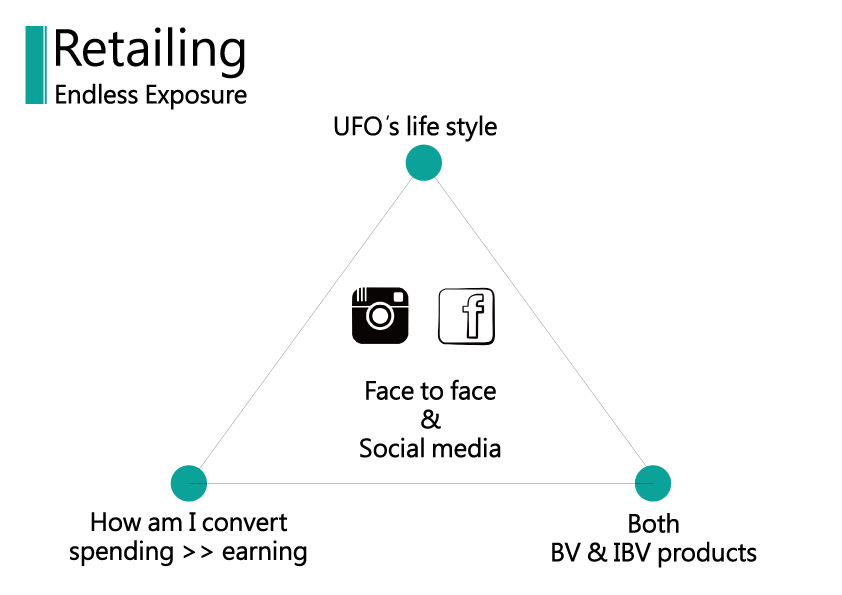 Retailing
Endless Exposure
UFO's life style
Face to face
&
Social media
How am I convert
spending >> earning
Both
BV & IBV products